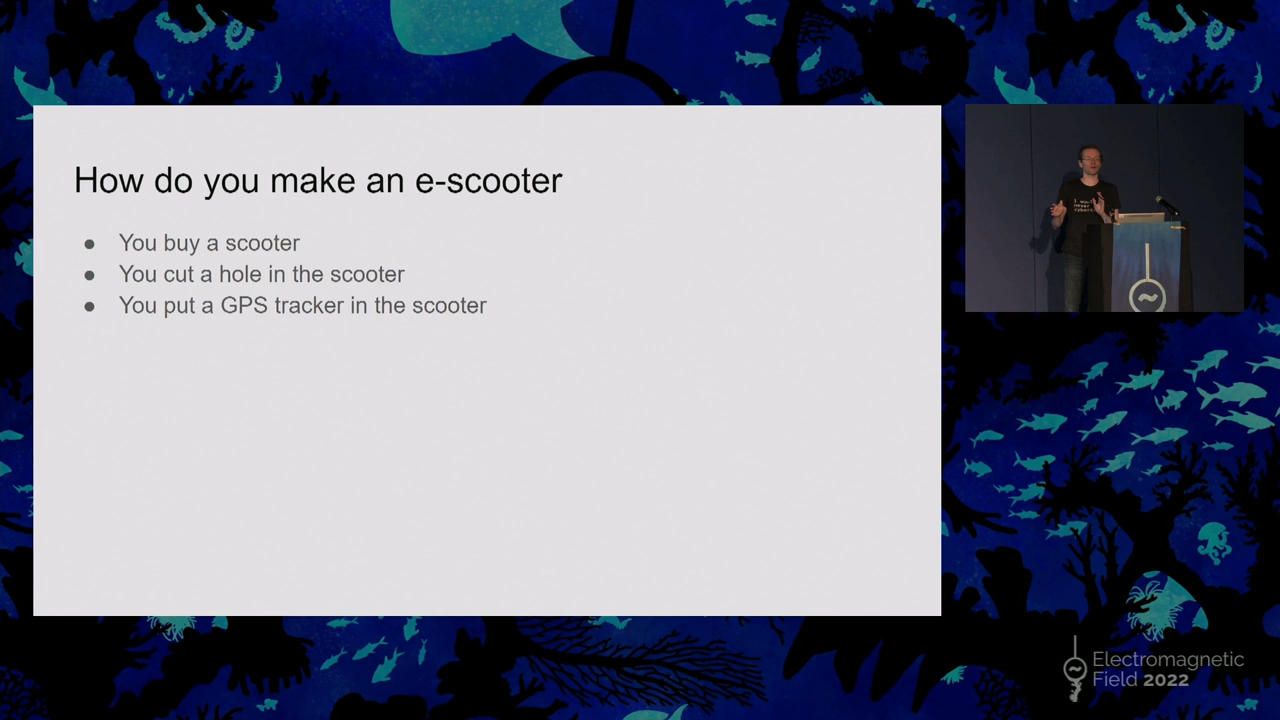 How do you make an e-scooter
● You buy a scooter
● You cut a hole in the scooter
● You put a GPS tracker in the scooter
I
never
Electromagnetic
Field 2022